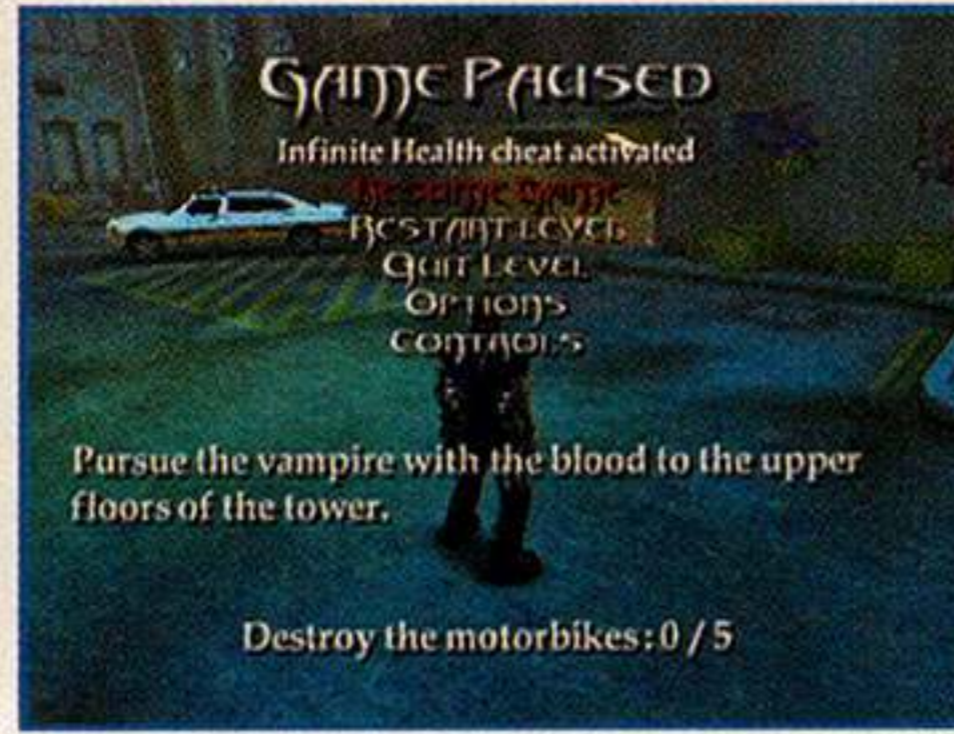 GAME PAUSED
Infinite Health cheat activated
RESTART LEVEL
QUIT LEVEL
OPTIONS
CONTROLS
Pursue the vampire with the blood to the upper
floors of the tower.
Destroy the motorbikes: 0 / 5